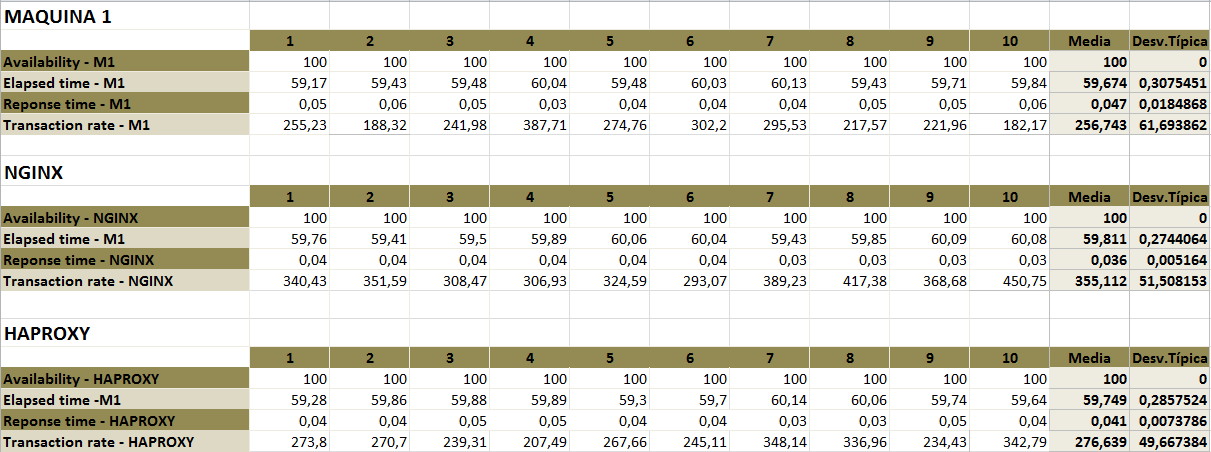 MAQUINA 1
1 2 3 4 5 6 7 8 9 10 Media Desv.Típica
Availability - M1 100 100 100 100 100 100 100 100 100 100 100 0
Elapsed time - M1 59,17 59,43 59,48 60,04 59,48 60,03 60,13 59,43 59,71 59,84 59,674 0,3075451
Reponse time - M1 0,05 0,06 0,05 0,03 0,04 0,04 0,04 0,05 0,05 0,06 0,047 0,0184868
Transaction rate - M1 255,23 188,32 241,98 387,71 274,76 302,2 295,53 217,57 221,96 182,17 256,743 61,693862
NGINX
1 2 3 4 5 6 7 8 9 10 Media Desv.Típica
Availability - NGINX 100 100 100 100 100 100 100 100 100 100 100 0
Elapsed time - M1 59,76 59,41 59,5 59,89 60,06 60,04 59,43 59,85 60,09 60,08 59,811 0,2744064
Reponse time - NGINX 0,04 0,04 0,04 0,04 0,04 0,04 0,03 0,03 0,03 0,03 0,036 0,005164
Transaction rate - NGINX 340,43 351,59 308,47 306,93 324,59 293,07 389,23 417,38 368,68 450,75 355,112 51,508153
HAPROXY
1 2 3 4 5 6 7 8 9 10 Media Desv.Típica
Availability - HAPROXY 100 100 100 100 100 100 100 100 100 100 100 0
Elapsed time -M1 59,28 59,86 59,88 59,89 59,3 59,7 60,14 60,06 59,74 59,64 59,749 0,2857524
Reponse time - HAPROXY 0,04 0,04 0,05 0,05 0,04 0,04 0,03 0,03 0,05 0,04 0,041 0,0073786
Transaction rate - HAPROXY 273,8 270,7 239,31 207,49 267,66 245,11 348,14 336,96 234,43 342,79 276,639 49,667384